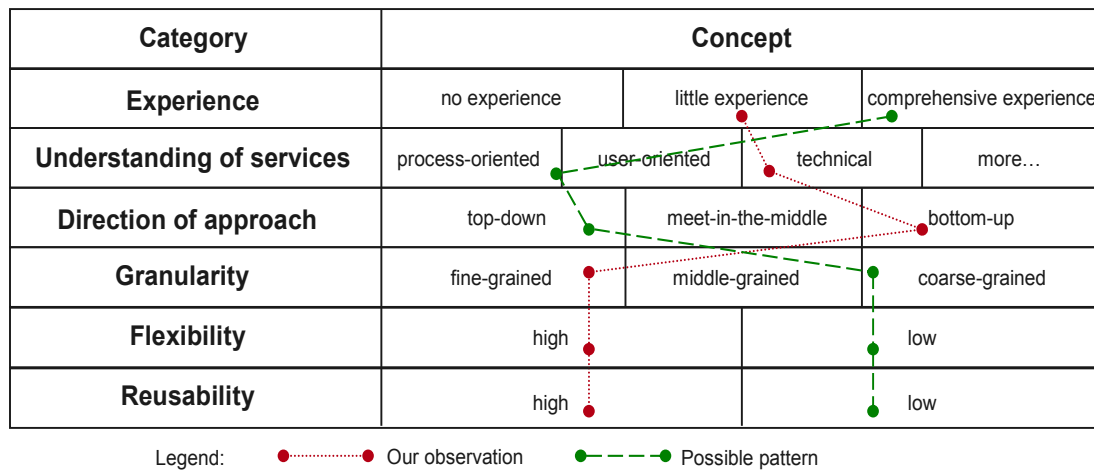 Category Concept
Experience no experience little experience comprehensive experience
Understanding of services process-oriented user-oriented technical more...
Direction of approach top-down meet-in-the-middle bottom-up
Granularity fine-grained middle-grained coarse-grained
Flexibility high low
Reusability high low
Legend: Our observation Possible pattern